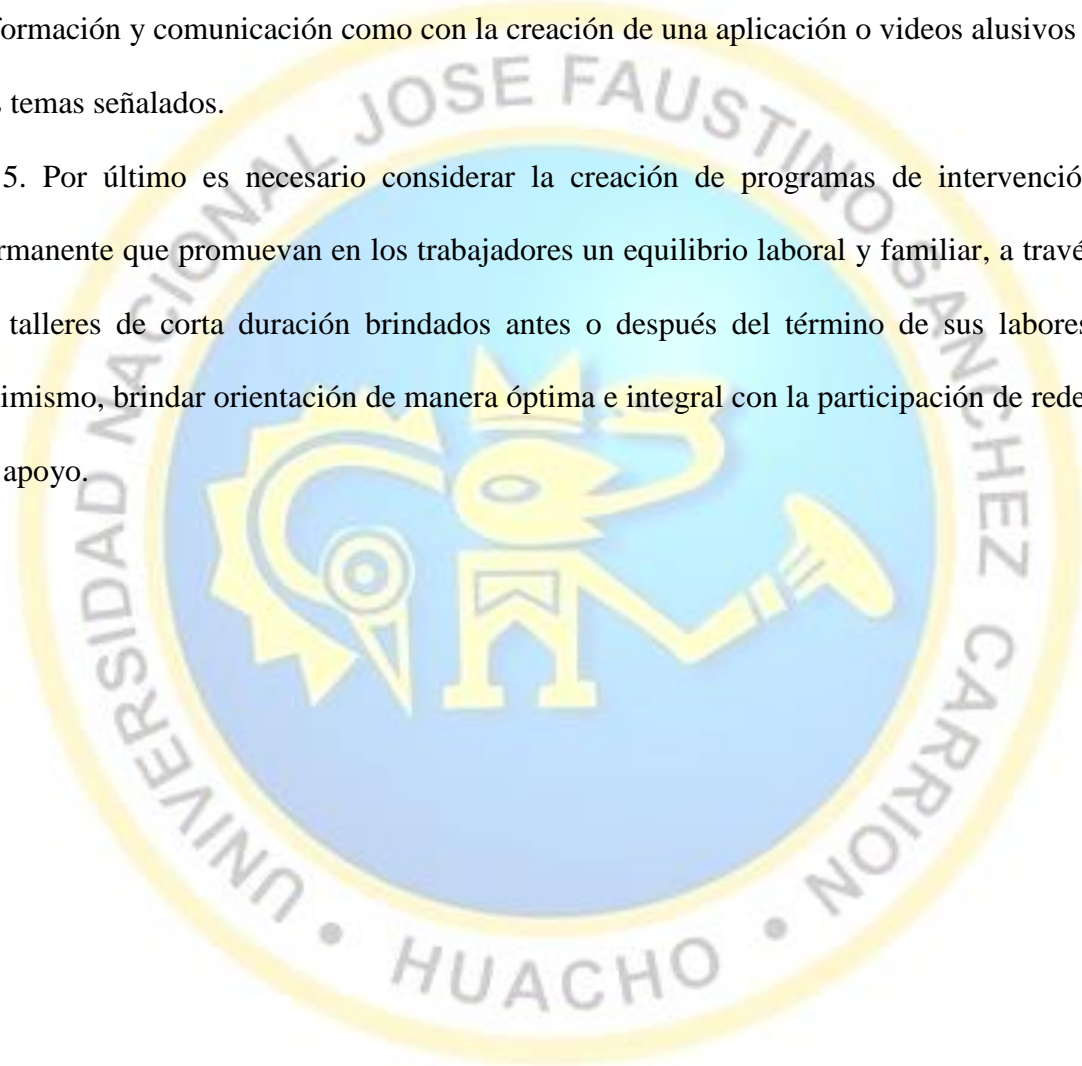 formación y comunicación como con la creación de una aplicación o videos alusivos
s temas señalados.
5. Por último es necesario considerar la creación de programas de intervenció
rmanente que promuevan en los trabajadores un equilibrio laboral y familiar, a travé
talleres de corta duración brindados antes o después del término de sus labores
imismo, brindar orientación de manera óptima e integral con la participación de rede
apoyo.
UNIVERSIDAD NACIONAL JOSE FAUSTINO SANCHEZ CARRION
• HUACHO •